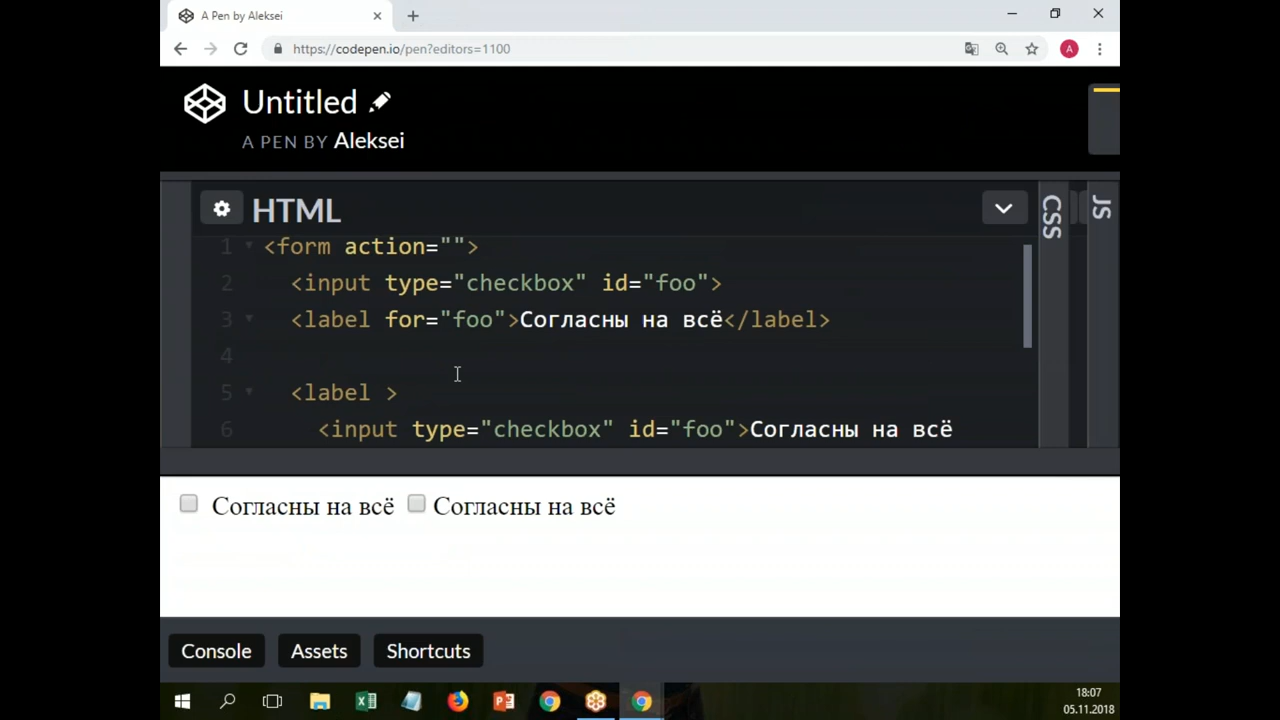 A Pen by Aleksei
https://codepen.io/pen?editors=1100
A
Untitled
A PEN BY Aleksei
HTML
CSS
JS
1 <form action="">
2 <input type="checkbox" id="foo">
3 <label for="foo">Согласны на всё</label>
4
5 <label >
6 <input type="checkbox" id="foo">Согласны на всё
Согласны на всё Согласны на всё
Console Assets Shortcuts
18:07
05.11.2018